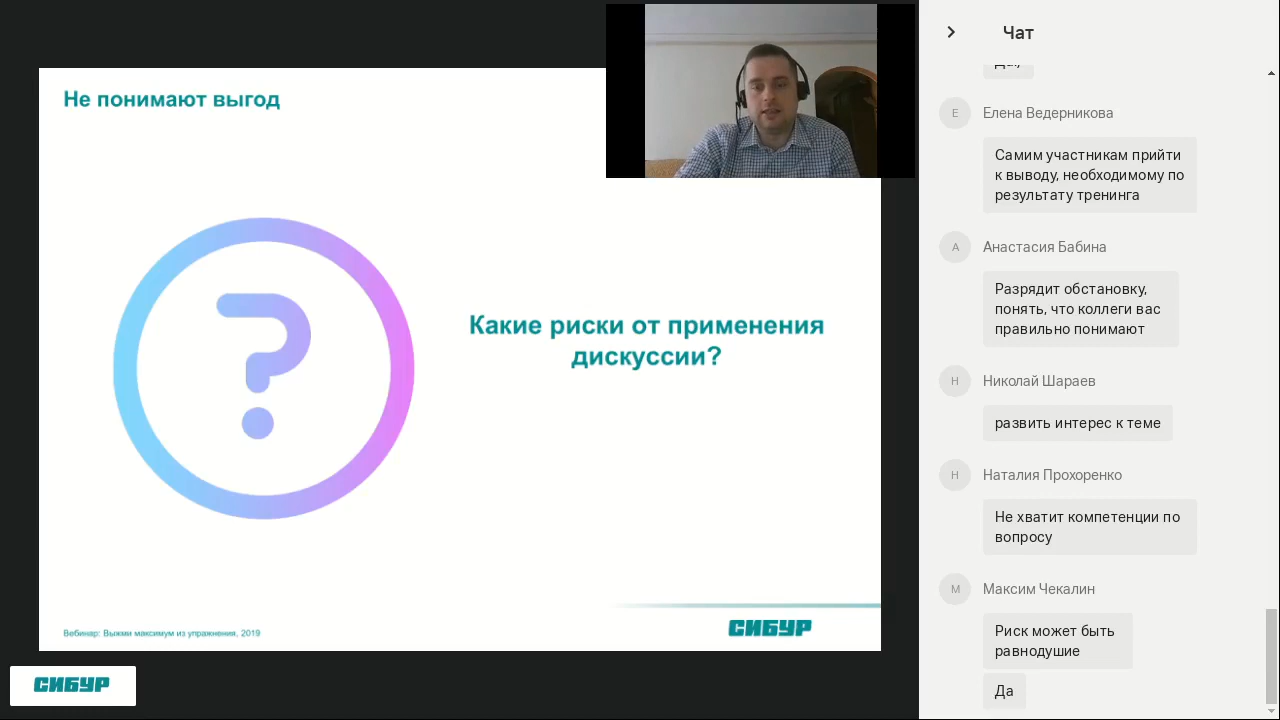 Не понимают выгод
Какие риски от применения
дискуссии?
Вебинар: Выжми максимум из упражнения, 2019
СИБУР
СИБУР
Чат
Да,
Е
Елена Ведерникова
Самим участникам прийти
к выводу, необходимому по
результату тренинга
А
Анастасия Бабина
Разрядит обстановку,
понять, что коллеги вас
правильно понимают
Н
Николай Шараев
развить интерес к теме
Н
Наталия Прохоренко
Не хватит компетенции по
вопросу
М
Максим Чекалин
Риск может быть
равнодушие
Да